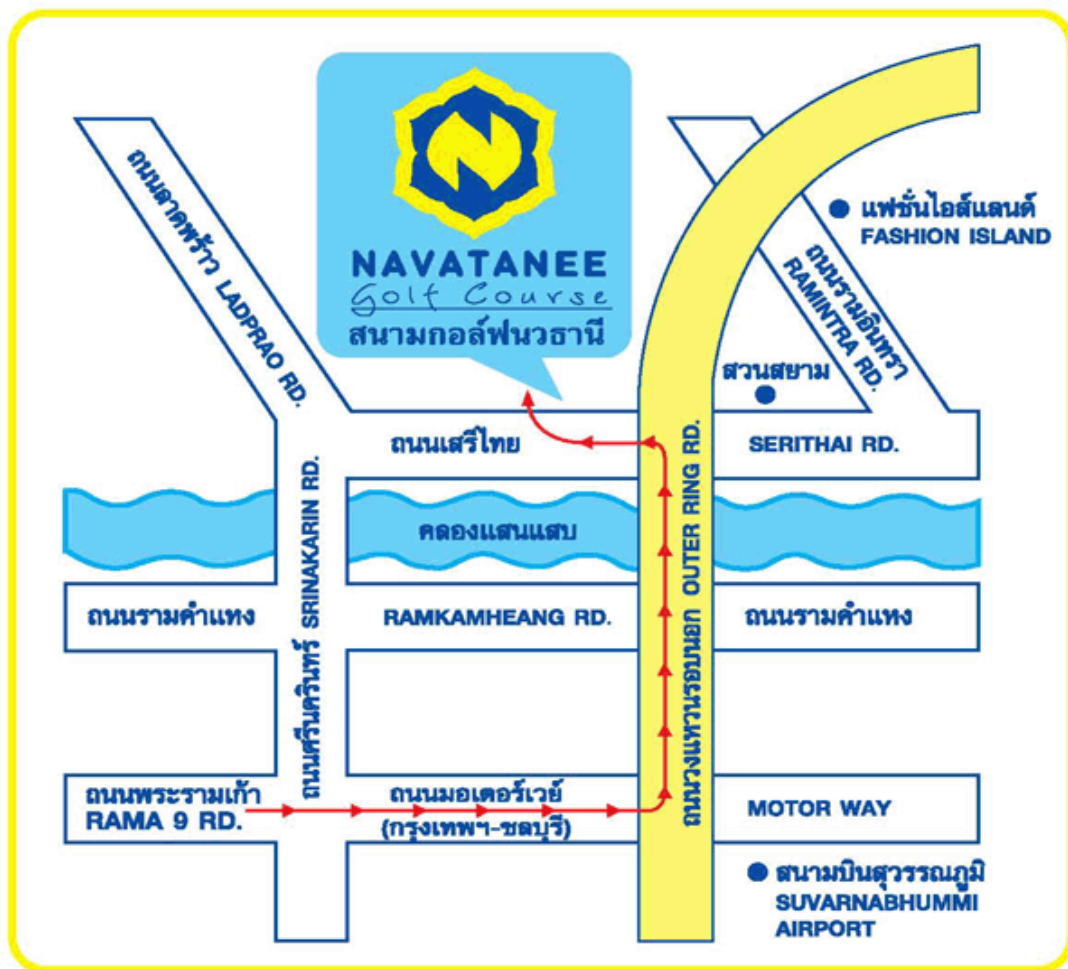 NAVATANEE
Golf Course
สนามกอล์ฟนวธานี
ถนนลาดพร้าว LADPRAO RD.
แฟชั่นไอส์แลนด์
FASHION ISLAND
ถนนรามอินทรา
RAMINTRA RD.
สวนสยาม
ถนนเสรีไทย
SERITHAI RD.
คลองแสนแสบ
ถนนศรีนครินทร์ SRINAKARIN RD.
ถนนวงแหวนรอบนอก OUTER RING RD.
ถนนรามคำแหง
RAMKAMHEANG RD.
ถนนรามคำแหง
ถนนพระรามเก้า
RAMA 9 RD.
ถนนมอเตอร์เวย์
(กรุงเทพฯ-ชลบุรี)
MOTOR WAY
สนามบินสุวรรณภูมิ
SUVARNABHUMMI
AIRPORT